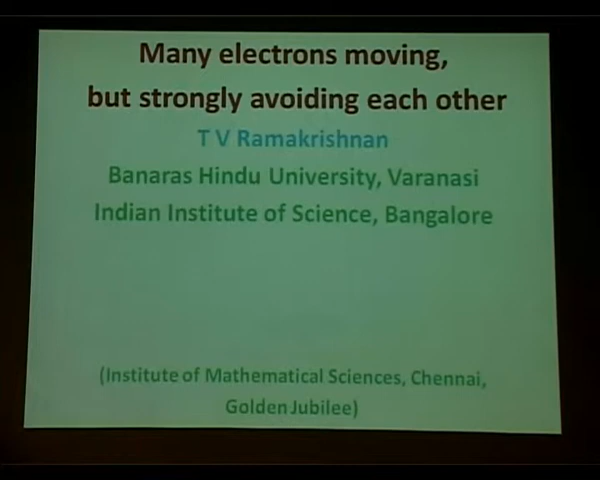 Many electrons moving,
but strongly avoiding each other
T V Ramakrishnan
Banaras Hindu University, Varanasi
Indian Institute of Science, Bangalore
(Institute of Mathematical Sciences, Chennai,
Golden Jubilee)